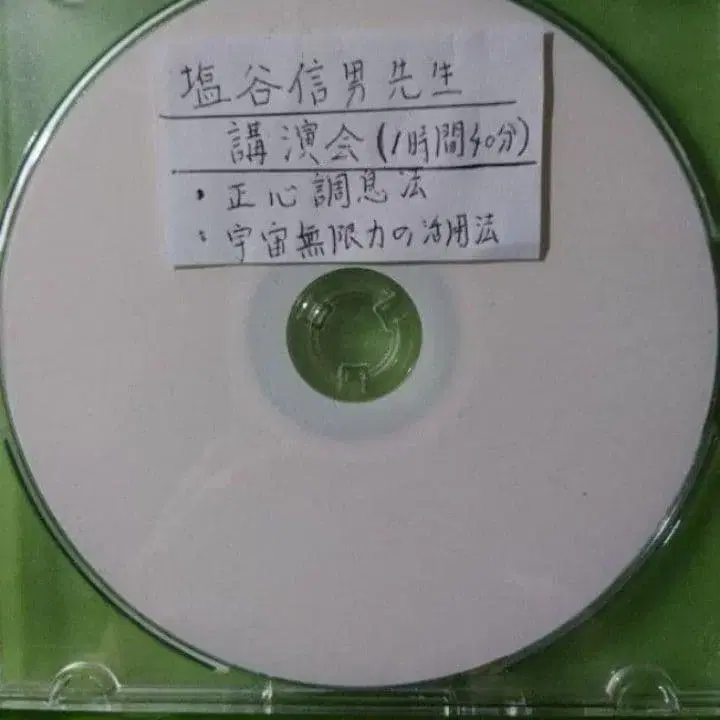 塩谷信男先生
講演会(1時間40分)
・正心調息法
・宇宙無限力の活用法